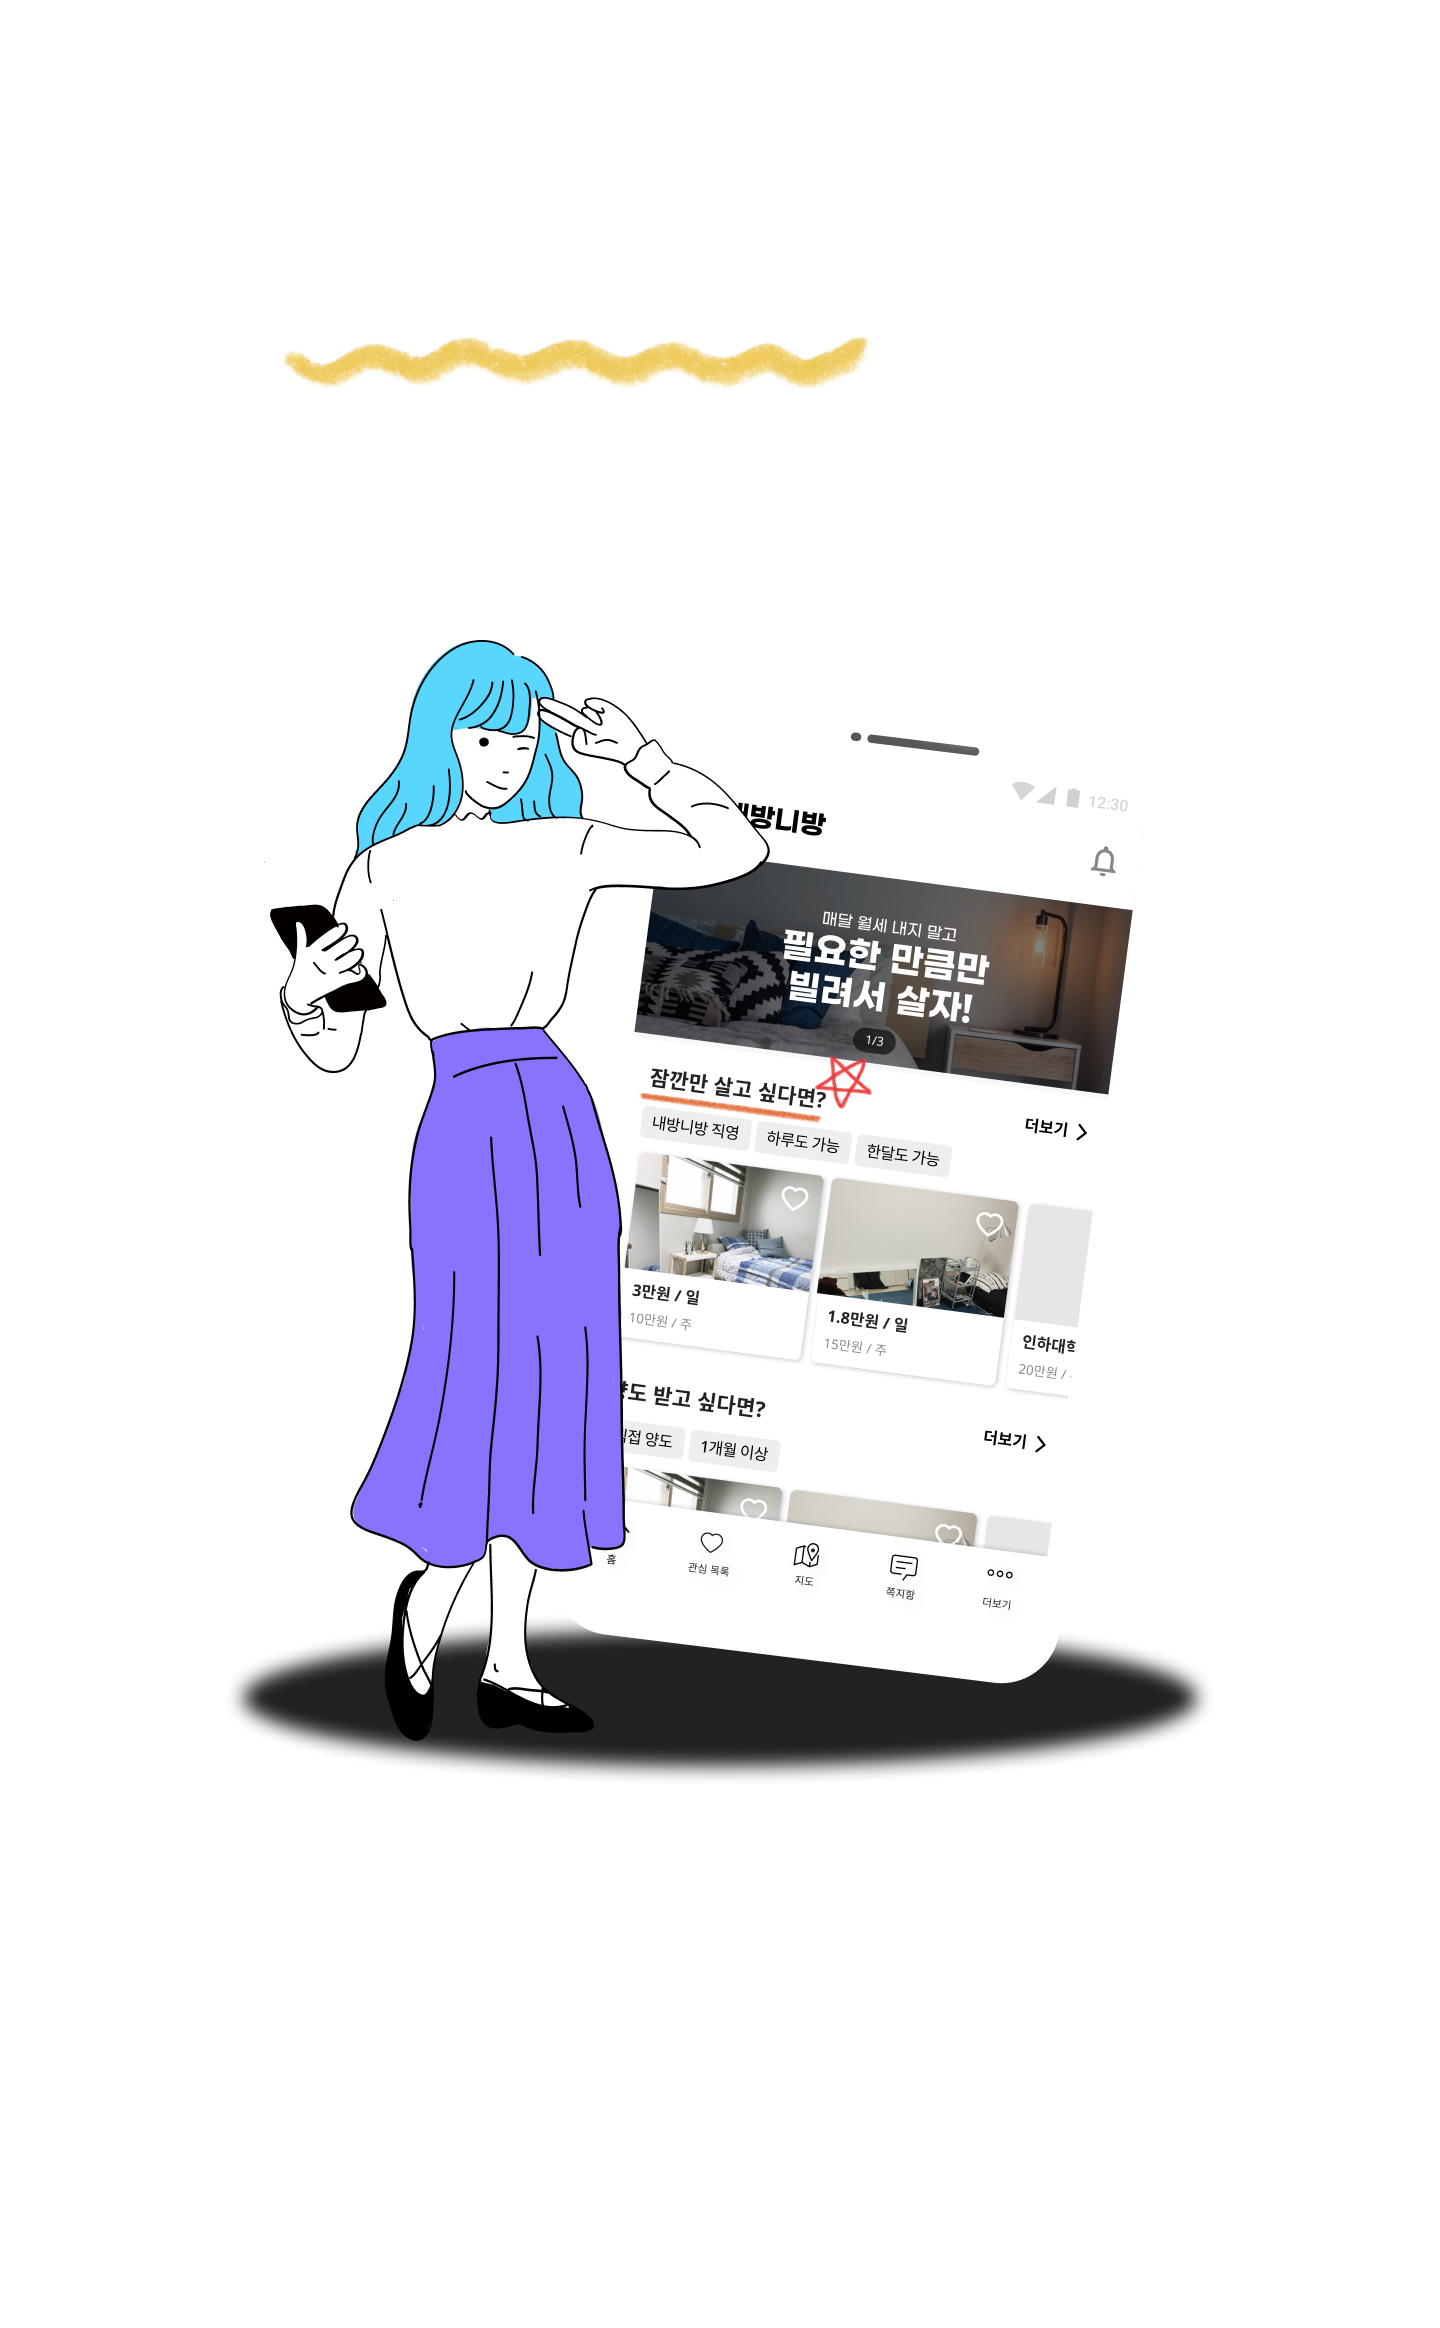 12:30
내방니방
매달 월세 내지 말고
필요한 만큼만
빌려서 살자!
1/3
잠깐만 살고 싶다면?
더보기
내방니방 직영 하루도 가능 한달도 가능
3만원 / 일
10만원 / 주
1.8만원 / 일
15만원 / 주
인하대학
20만원 /
양도 받고 싶다면?
더보기
직접 양도 1개월 이상
홈 관심 목록 지도 쪽지함 더보기